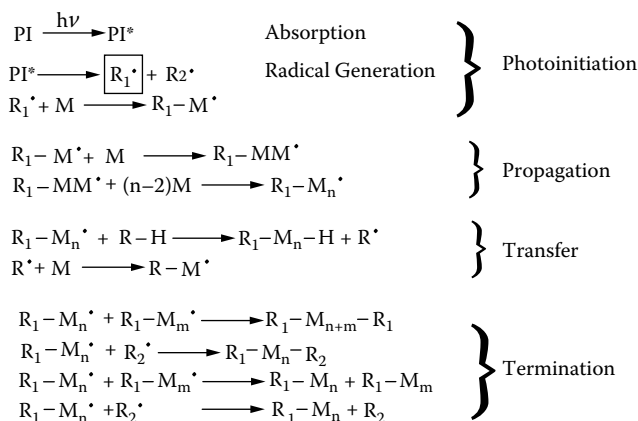 PI —hν→ PI* Absorption
PI* → R₁• + R₂• Radical Generation
Photoinitiation
R₁• + M → R₁–M•
R₁– M• + M → R₁–MM•
R₁–MM• + (n–2)M → R₁–Mₙ•
Propagation
R₁–Mₙ• + R–H → R₁–Mₙ–H + R•
R• + M → R–M•
Transfer
R₁–Mₙ• + R₁–Mₘ• → R₁–Mₙ₊ₘ–R₁
R₁–Mₙ• + R₂• → R₁–Mₙ–R₂
R₁–Mₙ• + R₁–Mₘ• → R₁–Mₙ + R₁–Mₘ
R₁–Mₙ• +R₂• → R₁–Mₙ + R₂
Termination